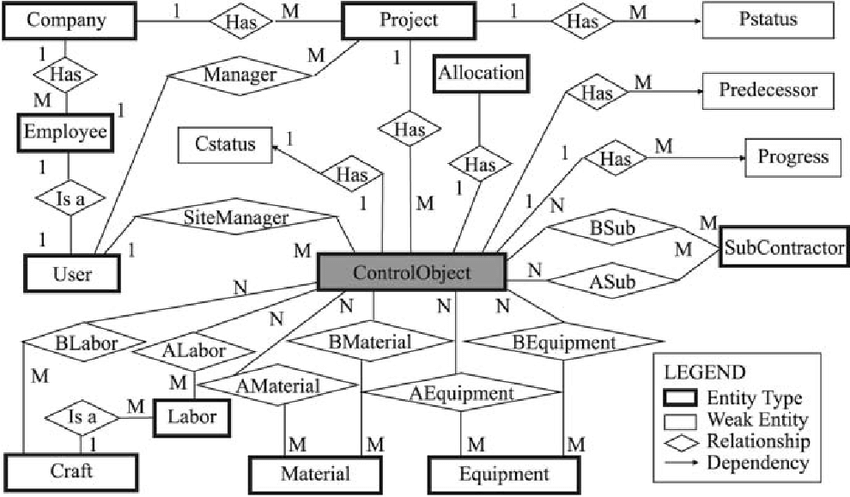 Company 1 Has M Project 1 Has M Pstatus
1 Has M
Manager M
1
Allocation
Has M Predecessor
Employee 1
Cstatus 1 Has 1
Has M
Has 1
1 Has M Progress
1 Is a 1
SiteManager 1 M
1 N BSub M
User
ControlObject
SubContractor
N ASub M
N N N N N
BLabor ALabor BMaterial BEquipment
M M AMaterial AEquipment
Is a M Labor
1 M M M M
Craft Material Equipment
LEGEND
Entity Type
Weak Entity
Relationship
Dependency